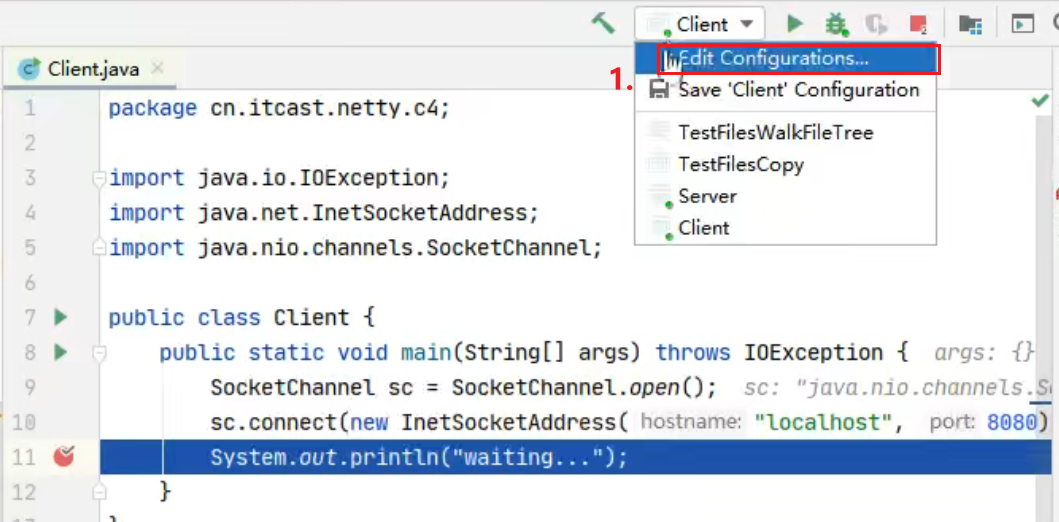 Client
Client.java
1.
Edit Configurations...
Save 'Client' Configuration
TestFilesWalkFileTree
TestFilesCopy
Server
Client
1 package cn.itcast.netty.c4;
2
3 import java.io.IOException;
4 import java.net.InetSocketAddress;
5 import java.nio.channels.SocketChannel;
6
7 public class Client {
8 public static void main(String[] args) throws IOException { args: {}
9 SocketChannel sc = SocketChannel.open(); sc: "java.nio.channels.So
10 sc.connect(new InetSocketAddress( hostname: "localhost", port: 8080)
11 System.out.println("waiting...");
12 }